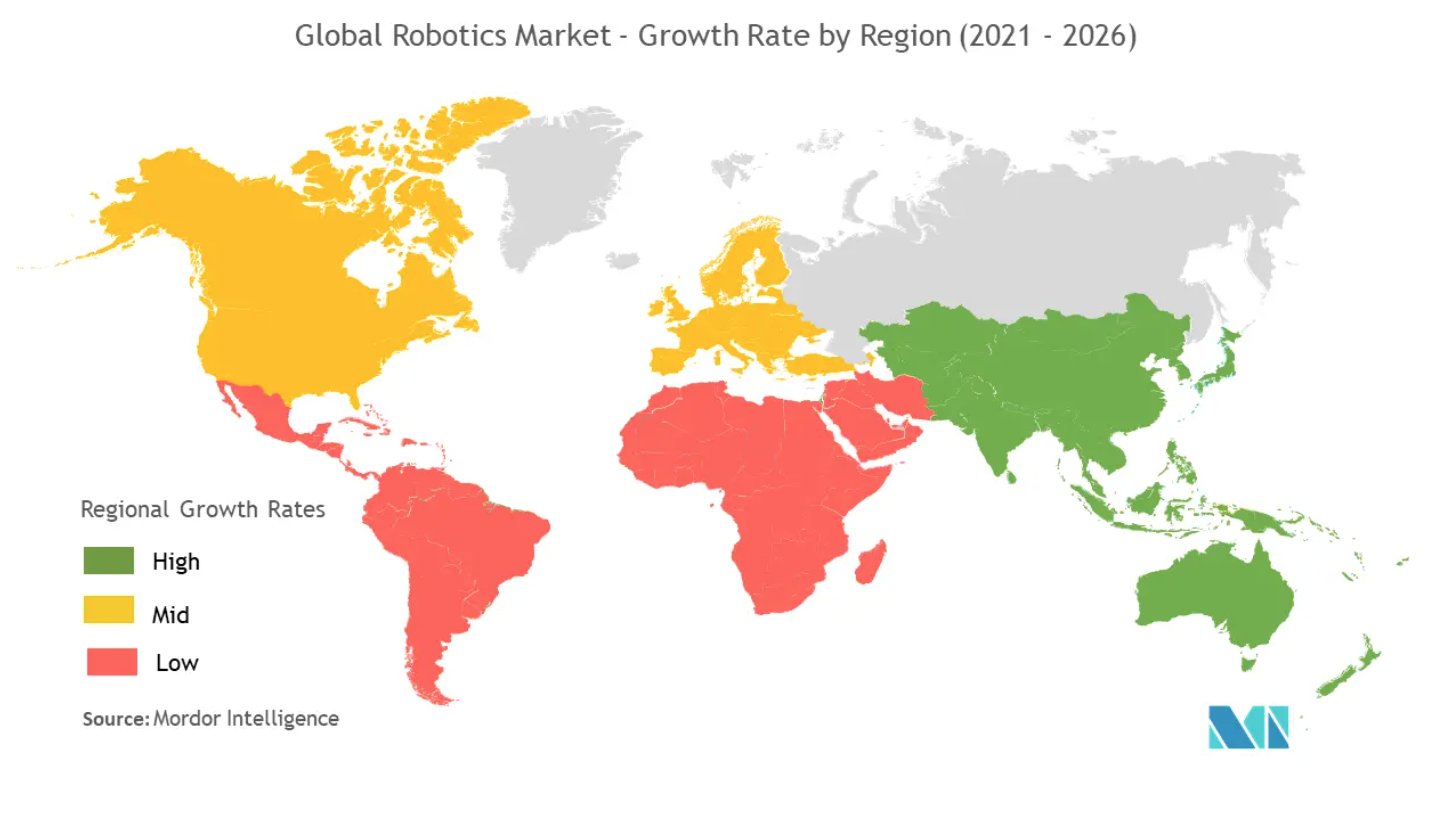 Global Robotics Market - Growth Rate by Region (2021 - 2026)
Regional Growth Rates
High
Mid
Low
Source: Mordor Intelligence